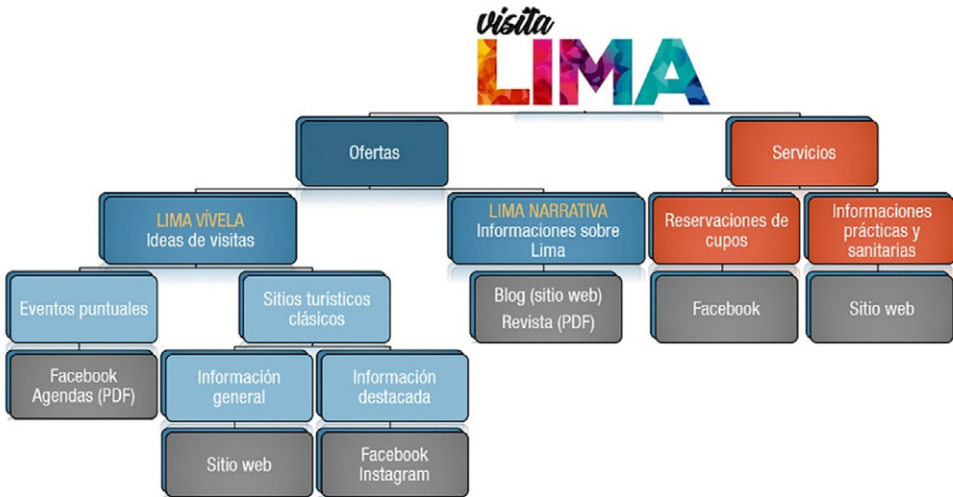 visita
LIMA
Ofertas
Servicios
LIMA VÍVELA
Ideas de visitas
LIMA NARRATIVA
Informaciones sobre
Lima
Reservaciones de
cupos
Informaciones
prácticas y
sanitarias
Eventos puntuales
Sitios turísticos
clásicos
Blog (sitio web)
Revista (PDF)
Facebook
Sitio web
Facebook
Agendas (PDF)
Información
general
Información
destacada
Sitio web
Facebook
Instagram